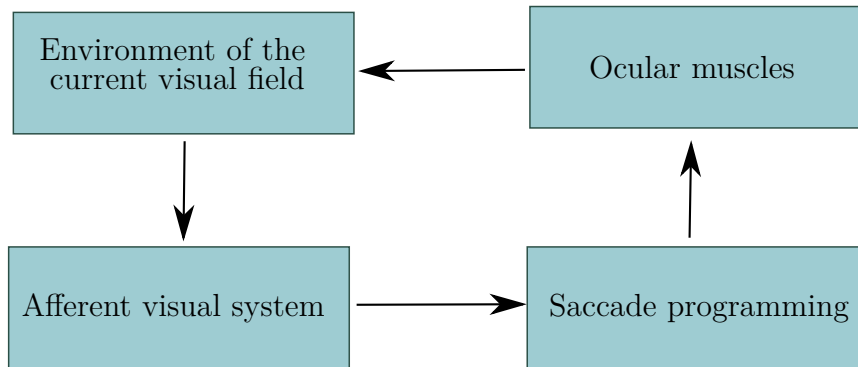 Environment of the
current visual field
Ocular muscles
Afferent visual system
Saccade programming